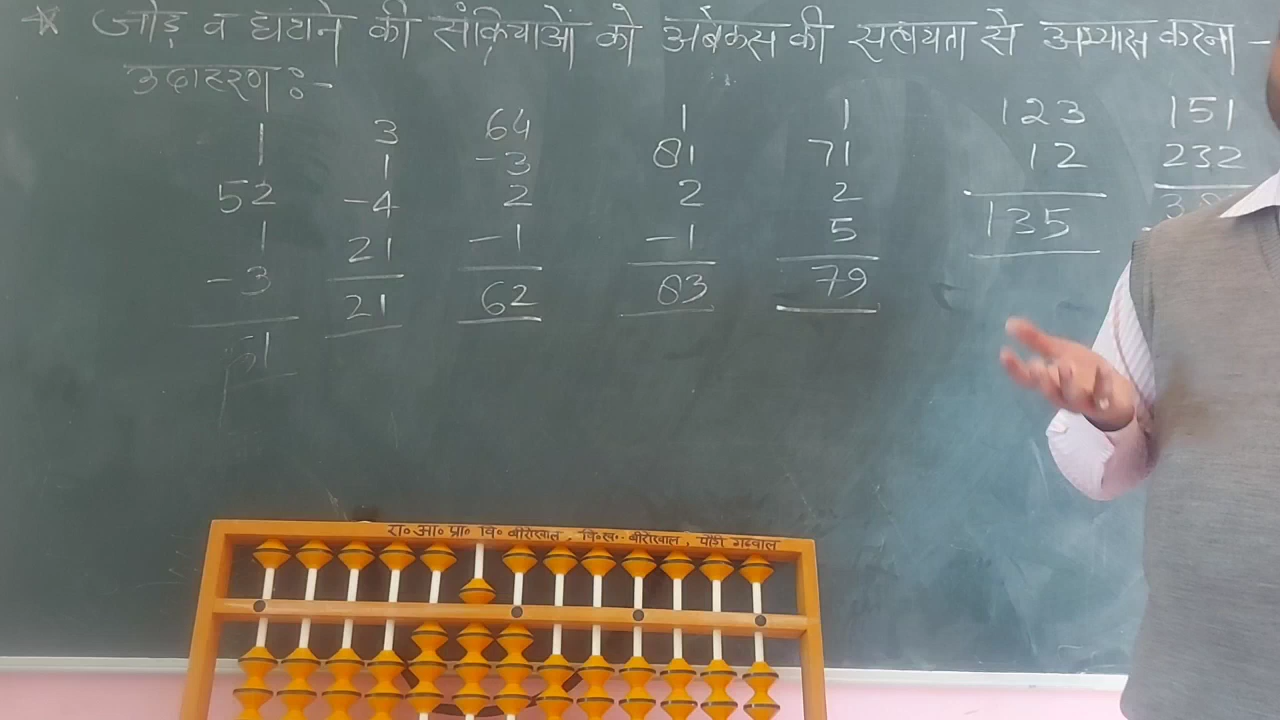 * जोड़ व घटाने की संक्रियाओं को अबेकस की सहायता से अभ्यास करना -
उदाहरण :-
1 3 64 1 1 123 151
1 -3 81 71 12 232
52 -4 2 2 2
1 21 -1 -1 5 135
-3 21 62 83 79
51
रा० आ० प्रा० वि० बीरोंखाल, वि.ख.- बीरोंखाल, पौड़ी गढ़वाल